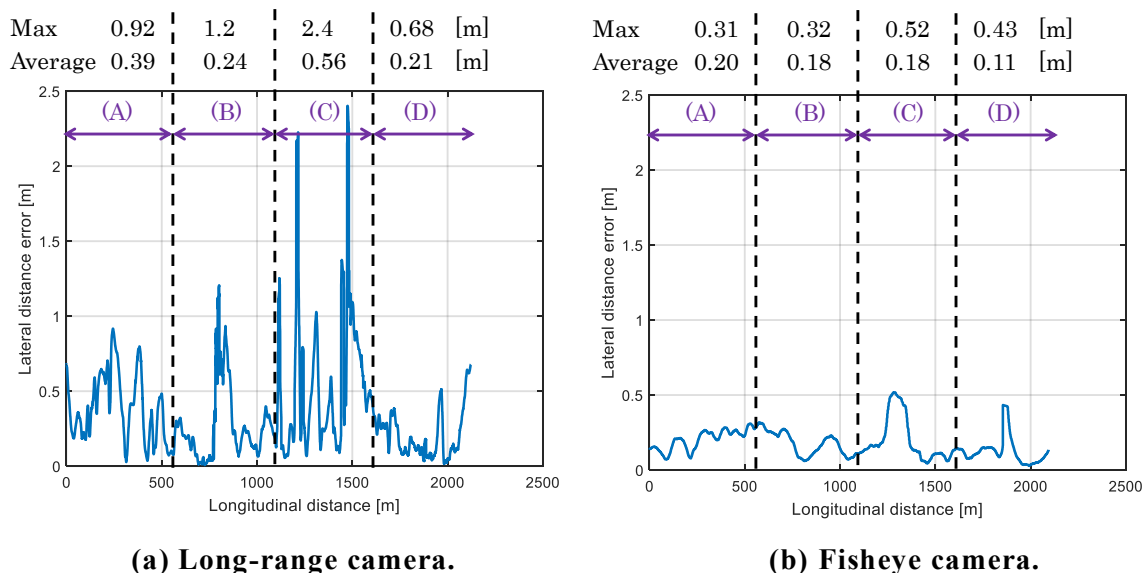 Max 0.92 1.2 2.4 0.68 [m]
Average 0.39 0.24 0.56 0.21 [m]
(A) (B) (C) (D)
2.5
2
1.5
1
0.5
0
Lateral distance error [m]
0 500 1000 1500 2000 2500
Longitudinal distance [m]
(a) Long-range camera.
Max 0.31 0.32 0.52 0.43 [m]
Average 0.20 0.18 0.18 0.11 [m]
(A) (B) (C) (D)
2.5
2
1.5
1
0.5
0
Lateral distance error [m]
0 500 1000 1500 2000 2500
Longitudinal distance [m]
(b) Fisheye camera.